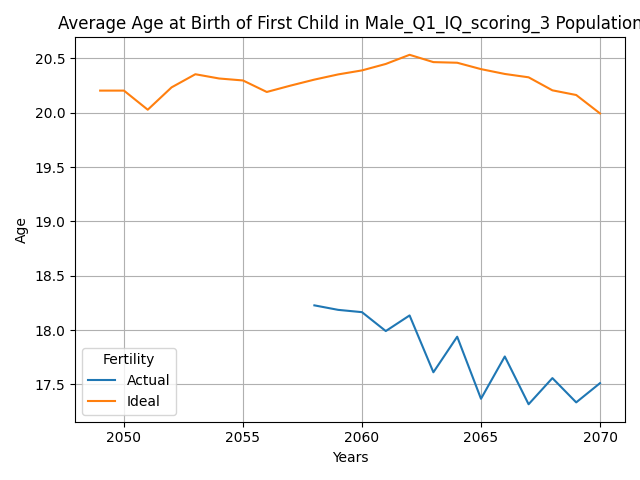 Average Age at Birth of First Child in Male_Q1_IQ_scoring_3 Population
20.5
20.0
19.5
19.0
18.5
18.0
17.5
Age
Fertility
Actual
Ideal
2050 2055 2060 2065 2070
Years